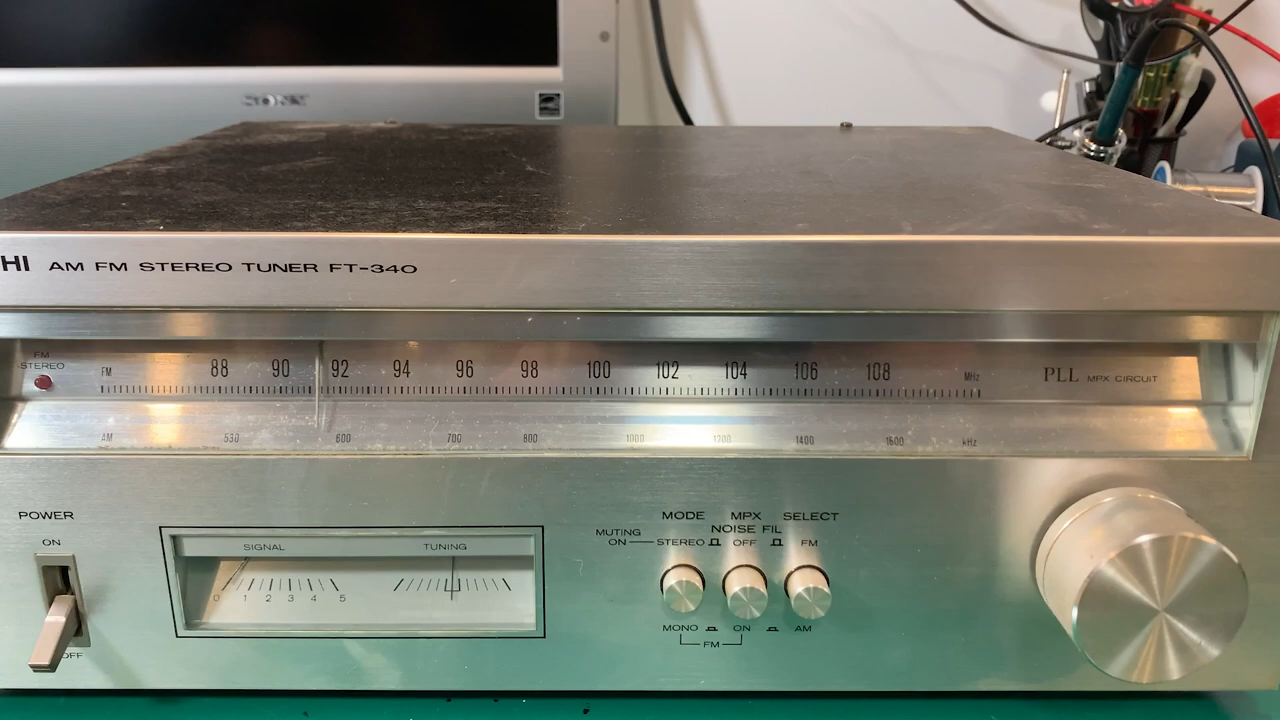 SONY
HI AM FM STEREO TUNER FT-340
FM STEREO
FM 88 90 92 94 96 98 100 102 104 106 108 MHz
PLL MPX CIRCUIT
AM 530 600 700 800 1000 1200 1400 1600 kHz
POWER
ON
OFF
SIGNAL TUNING
0 1 2 3 4 5
MODE MPX SELECT
NOISE FIL
MUTING
ON STEREO OFF FM
MONO ON AM
FM